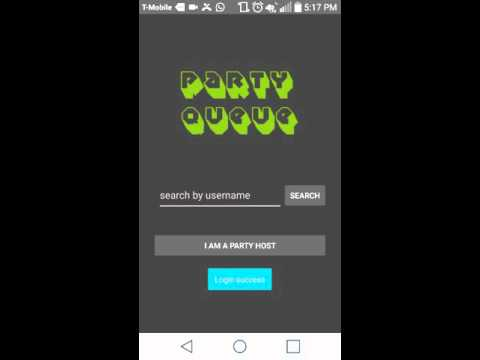 T-Mobile 5:17 PM
PARTY
QUEUE
search by username SEARCH
I AM A PARTY HOST
Login success